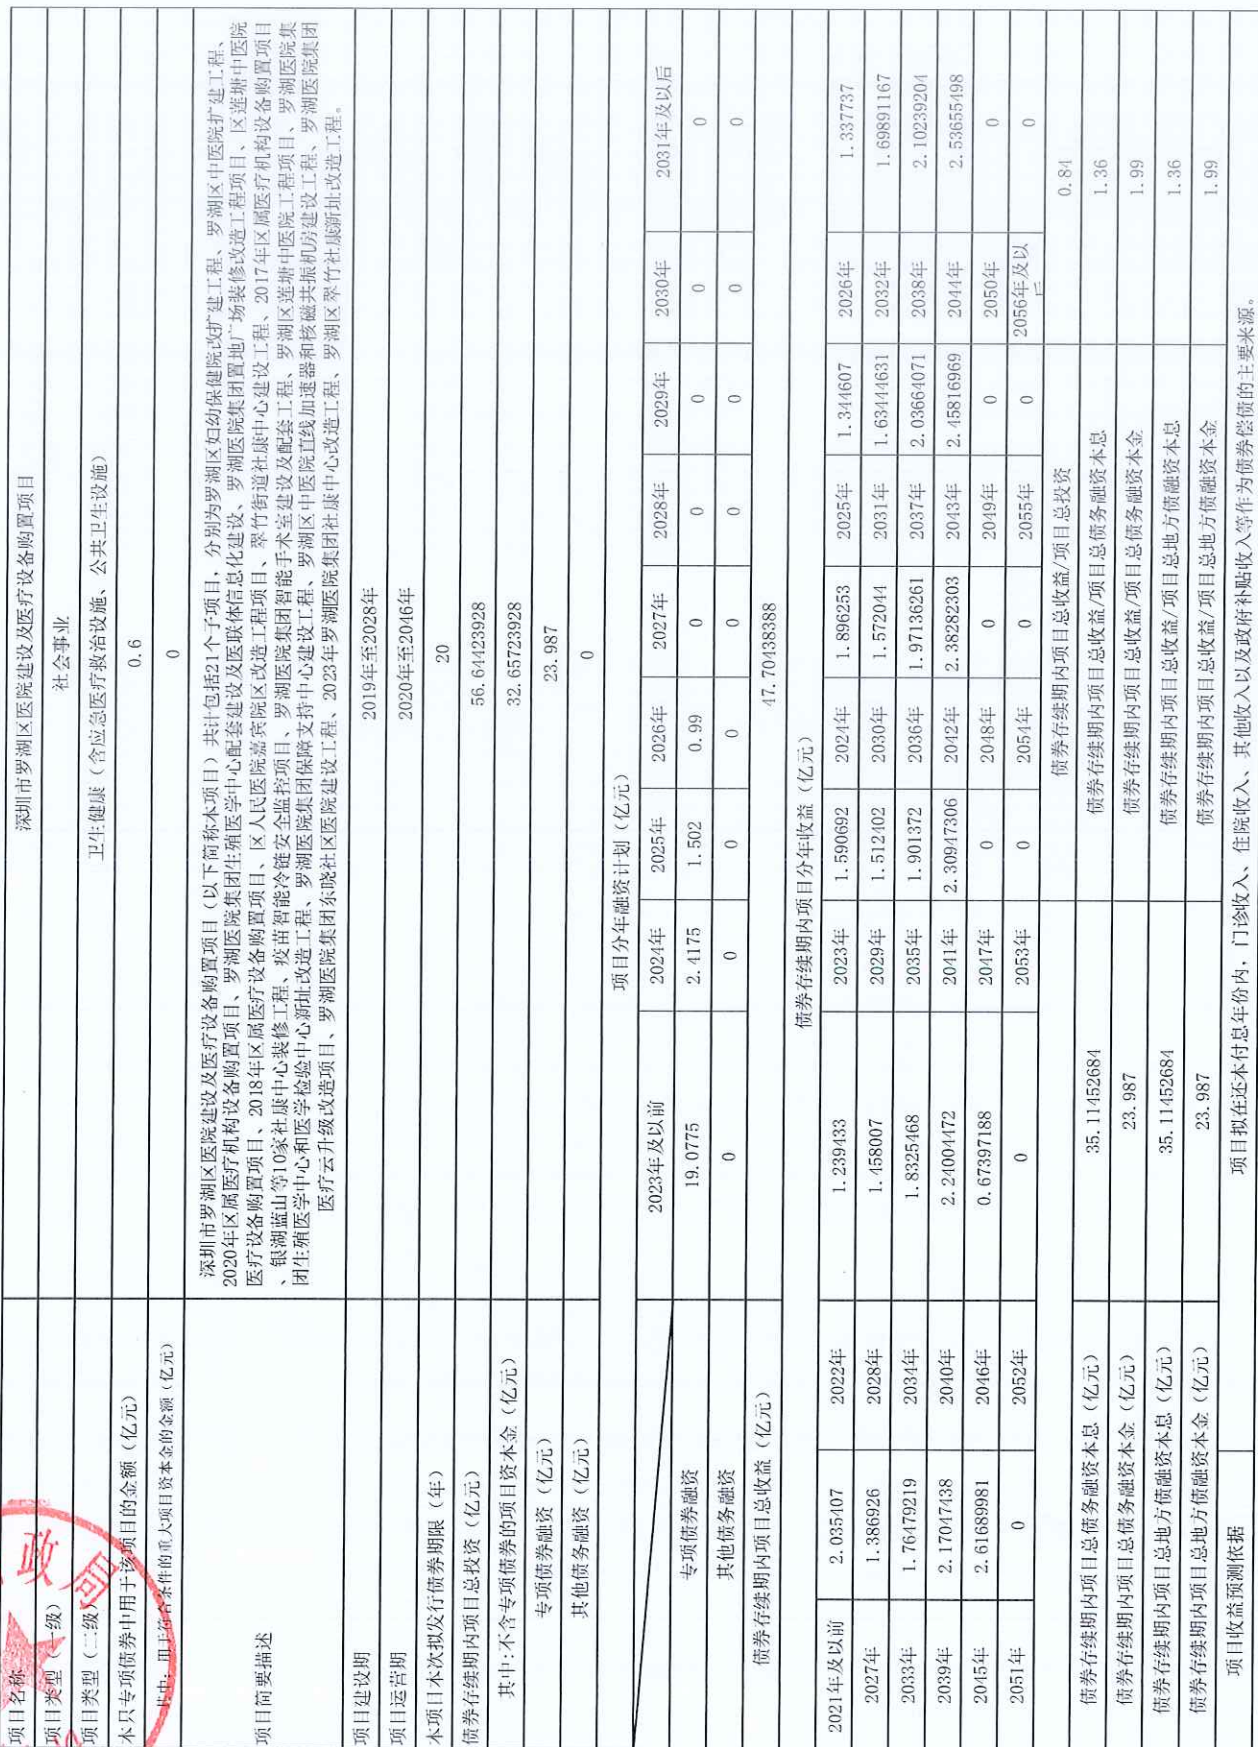 项目名称 深圳市罗湖区医院建设及医疗设备购置项目
项目类型（一级） 社会事业
项目类型（二级） 卫生健康（含应急医疗救治设施、公共卫生设施）
本只专项债券中用于该项目的金额（亿元） 0.6
其中：用于符合条件的重大项目资本金的金额（亿元） 0
项目简要描述
深圳市罗湖区医院建设及医疗设备购置项目（以下简称本项目）共计包括21个子项目，分别为罗湖区妇幼保健院改扩建工程、罗湖区中医院扩建工程、
2020年区属医疗机构设备购置项目、罗湖医院集团生殖医学中心配套建设及医联体信息化建设、罗湖医院集团置地广场装修改造工程项目、区莲塘中医院
医疗设备购置项目、2018年区属医疗设备购置项目、区人民医院嘉宾院区改造工程项目、翠竹街道社康中心建设工程、2017年区属医疗机构设备购置项目
、银湖蓝山等10家社康中心装修工程、疫苗智能冷链安全监控项目、罗湖医院集团智能手术室建设及配套工程、罗湖区莲塘中医院工程项目、罗湖医院集
团生殖医学中心和医学检验中心新址改造工程、罗湖医院集团保障支持中心建设工程、罗湖区中医院直线加速器和核磁共振机房建设工程、罗湖医院集团
医疗云升级改造项目、罗湖医院集团东晓社区医院建设工程、2023年罗湖医院集团社康中心改造工程、罗湖区翠竹社康新址改造工程。
项目建设期 2019年至2028年
项目运营期 2020年至2046年
本项目本次拟发行债券期限（年） 20
债券存续期内项目总投资（亿元） 56.64423928
其中:不含专项债券的项目资本金（亿元） 32.65723928
专项债券融资（亿元） 23.987
其他债务融资（亿元） 0
项目分年融资计划（亿元）
2023年及以前 2024年 2025年 2026年 2027年 2028年 2029年 2030年 2031年及以后
专项债券融资 19.0775 2.4175 1.502 0.99 0 0 0 0 0
其他债务融资 0 0 0 0 0 0 0 0 0
债券存续期内项目总收益（亿元） 47.70438388
债券存续期内项目分年收益（亿元）
2021年及以前 2.035407 2022年 1.239433 2023年 1.590692 2024年 1.896253 2025年 1.344607 2026年 1.337737
2027年 1.386926 2028年 1.458007 2029年 1.512402 2030年 1.572044 2031年 1.63444631 2032年 1.69891167
2033年 1.76479219 2034年 1.8325468 2035年 1.901372 2036年 1.97136261 2037年 2.03664071 2038年 2.10239204
2039年 2.17047438 2040年 2.24004472 2041年 2.30947306 2042年 2.38282303 2043年 2.45816969 2044年 2.53655498
2045年 2.61689981 2046年 0.67397188 2047年 0 2048年 0 2049年 0 2050年 0
2051年 0 2052年 0 2053年 0 2054年 0 2055年 0 2056年及以后 0
债券存续期内项目总收益/项目总投资 0.84
债券存续期内项目总债务融资本息（亿元） 35.11452684 债券存续期内项目总收益/项目总债务融资本息 1.36
债券存续期内项目总债务融资本金（亿元） 23.987 债券存续期内项目总收益/项目总债务融资本金 1.99
债券存续期内项目总地方债融资本息（亿元） 35.11452684 债券存续期内项目总收益/项目总地方债融资本息 1.36
债券存续期内项目总地方债融资本金（亿元） 23.987 债券存续期内项目总收益/项目总地方债融资本金 1.99
项目收益预测依据 项目拟在还本付息年份内，门诊收入、住院收入、其他收入以及政府补贴收入等作为债券偿债的主要来源。
政
局